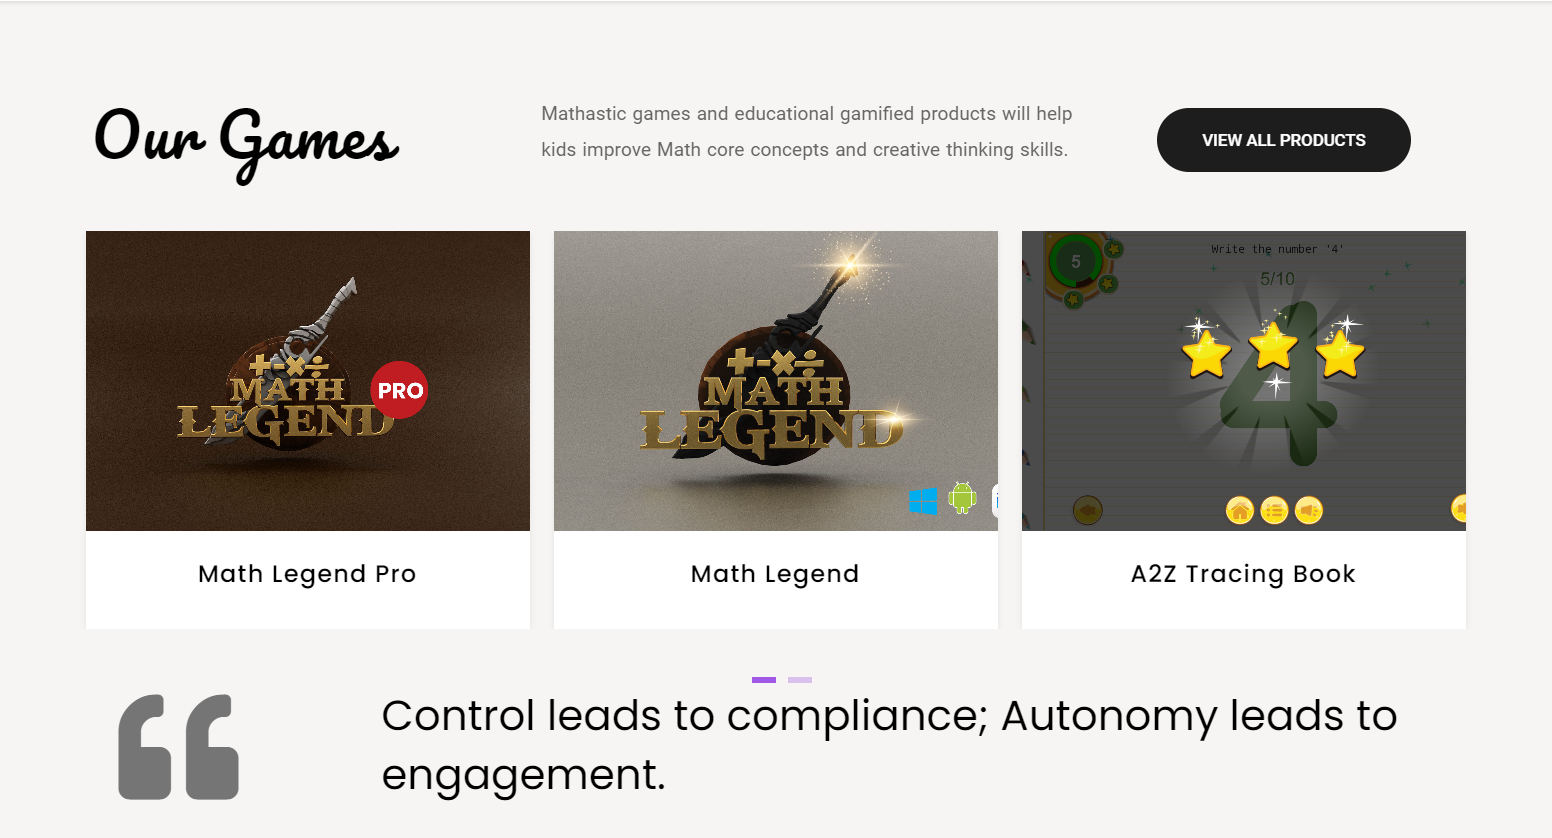 Our Games
Mathastic games and educational gamified products will help
kids improve Math core concepts and creative thinking skills.
VIEW ALL PRODUCTS
MATH
LEGEND
PRO
MATH
LEGEND
Write the number '4'
5
5/10
4
Math Legend Pro
Math Legend
A2Z Tracing Book
Control leads to compliance; Autonomy leads to
engagement.